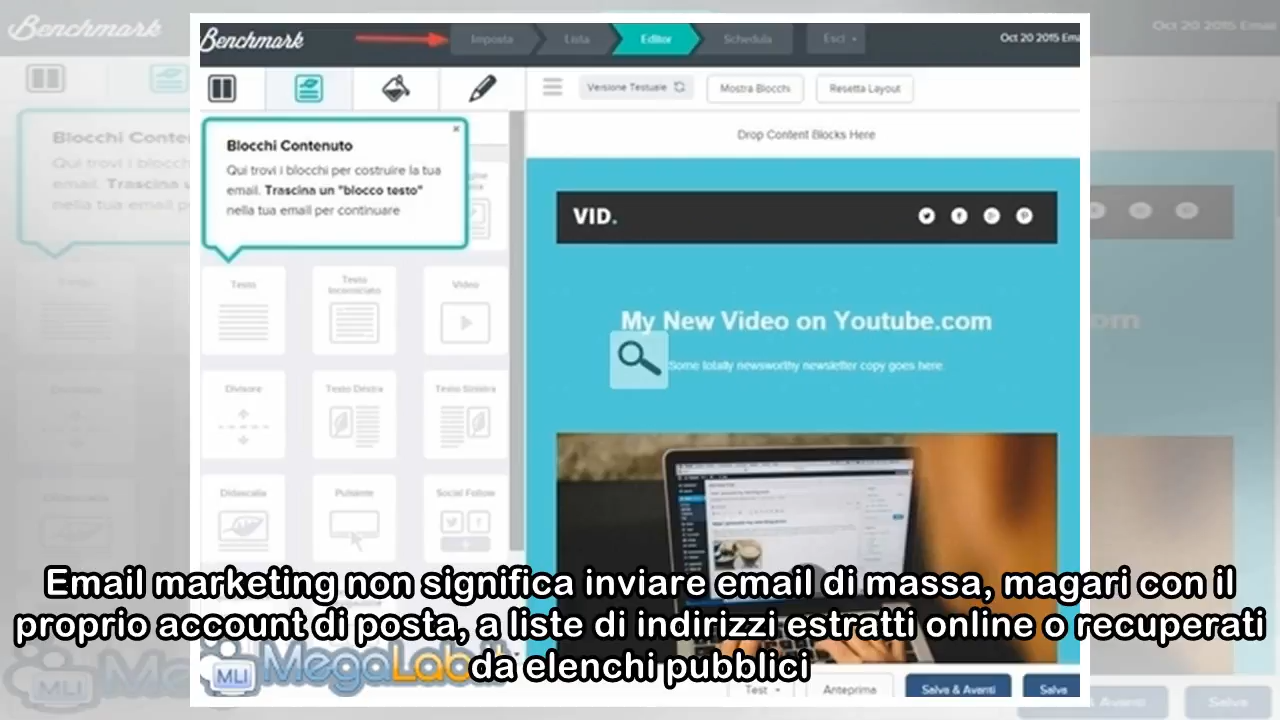 Benchmark
Imposta
Lista
Editor
Schedula
Esci
Oct 20 2015 Ema
Versione Testuale
Mostra Blocchi
Resetta Layout
Blocchi Contenuto
Qui trovi i blocchi per costruire la tua
email. Trascina un "blocco testo"
nella tua email per continuare
Drop Content Blocks Here
VID.
Testo
Testo
Incorniciato
Video
My New Video on Youtube.com
Some totally newsworthy newsletter copy goes here
Divisore
Testo Destra
Testo Sinistra
Didascalia
Pulsante
Social Follow
Email marketing non significa inviare email di massa, magari con il
proprio account di posta, a liste di indirizzi estratti online o recuperati
da elenchi pubblici
MLI
MegaLab
Test
Anteprima
Salva & Avanti
Salva